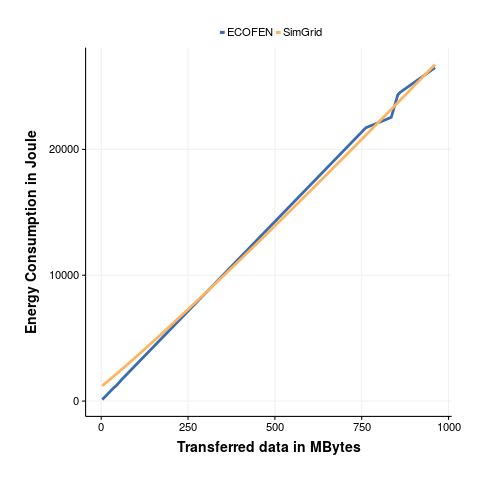 ECOFEN SimGrid
Energy Consumption in Joule
20000
10000
0
0 250 500 750 1000
Transferred data in MBytes